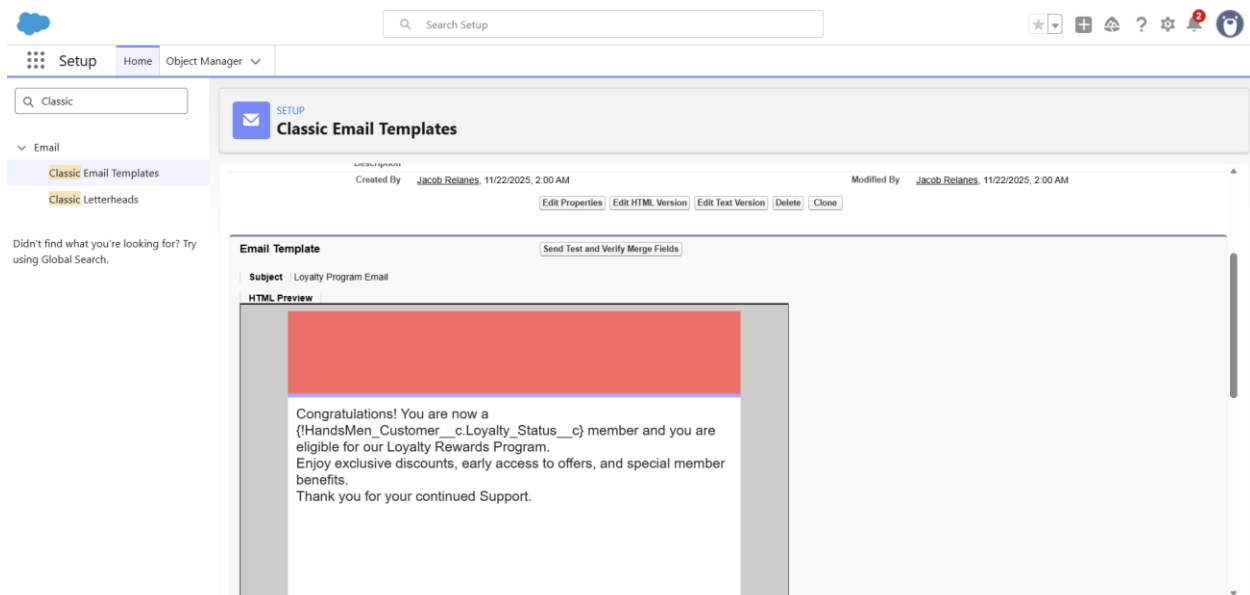 Search Setup
2
Setup
Home
Object Manager
Classic
SETUP
Classic Email Templates
Email
Classic Email Templates
Classic Letterheads
Didn't find what you're looking for? Try
using Global Search.
Description
Created By Jacob Relanes, 11/22/2025, 2:00 AM
Modified By Jacob Relanes, 11/22/2025, 2:00 AM
Edit Properties Edit HTML Version Edit Text Version Delete Clone
Email Template
Send Test and Verify Merge Fields
Subject Loyalty Program Email
HTML Preview
Congratulations! You are now a
{!HandsMen_Customer__c.Loyalty_Status__c} member and you are
eligible for our Loyalty Rewards Program.
Enjoy exclusive discounts, early access to offers, and special member
benefits.
Thank you for your continued Support.